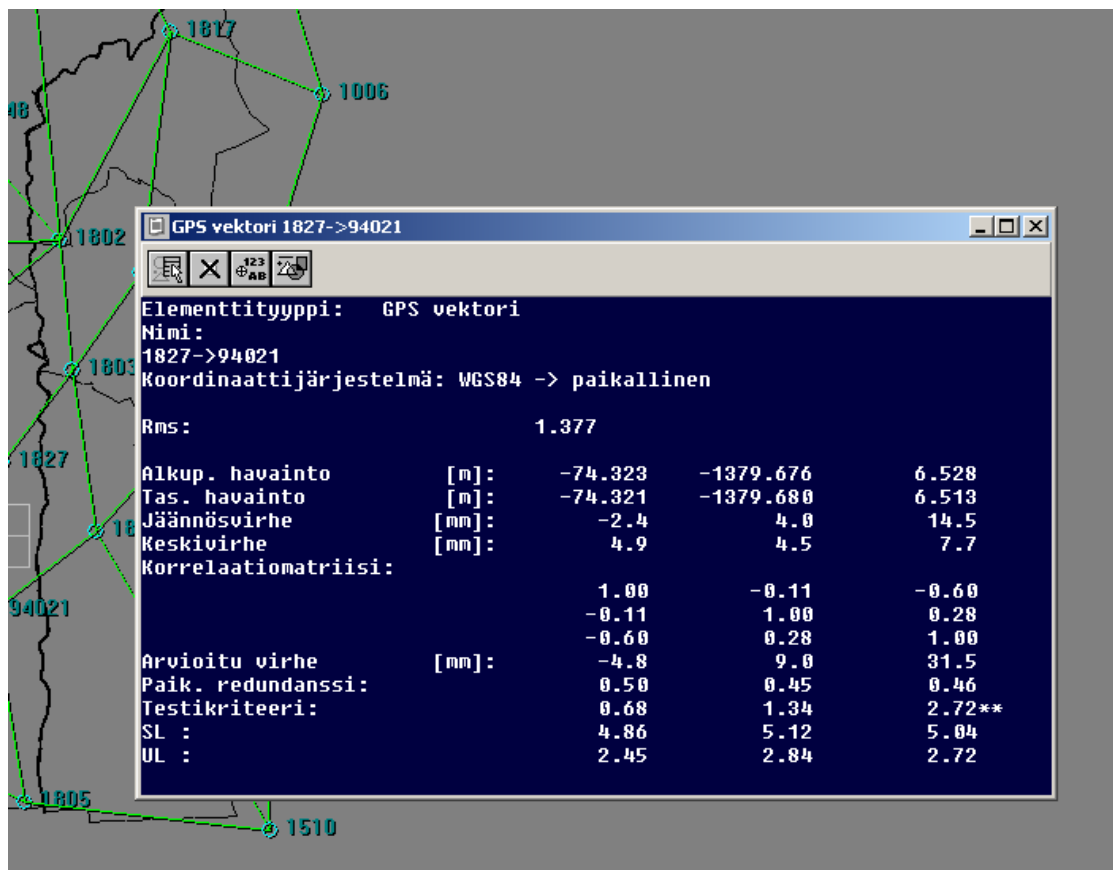 1817
1006
48
1802
GPS vektori 1827->94021
123
AB
Elementtityyppi: GPS vektori
Nimi:
1827->94021
1803
Koordinaattijärjestelmä: WGS84 -> paikallinen
Rms: 1.377
1827
Alkup. havainto [m]: -74.323 -1379.676 6.528
Tas. havainto [m]: -74.321 -1379.680 6.513
18
Jäännösvirhe [mm]: -2.4 4.0 14.5
Keskivirhe [mm]: 4.9 4.5 7.7
Korrelaatiomatriisi:
1.00 -0.11 -0.60
94021
-0.11 1.00 0.28
-0.60 0.28 1.00
Arvioitu virhe [mm]: -4.8 9.0 31.5
Paik. redundanssi: 0.50 0.45 0.46
Testikriteeri: 0.68 1.34 2.72**
SL : 4.86 5.12 5.04
UL : 2.45 2.84 2.72
1805
1510